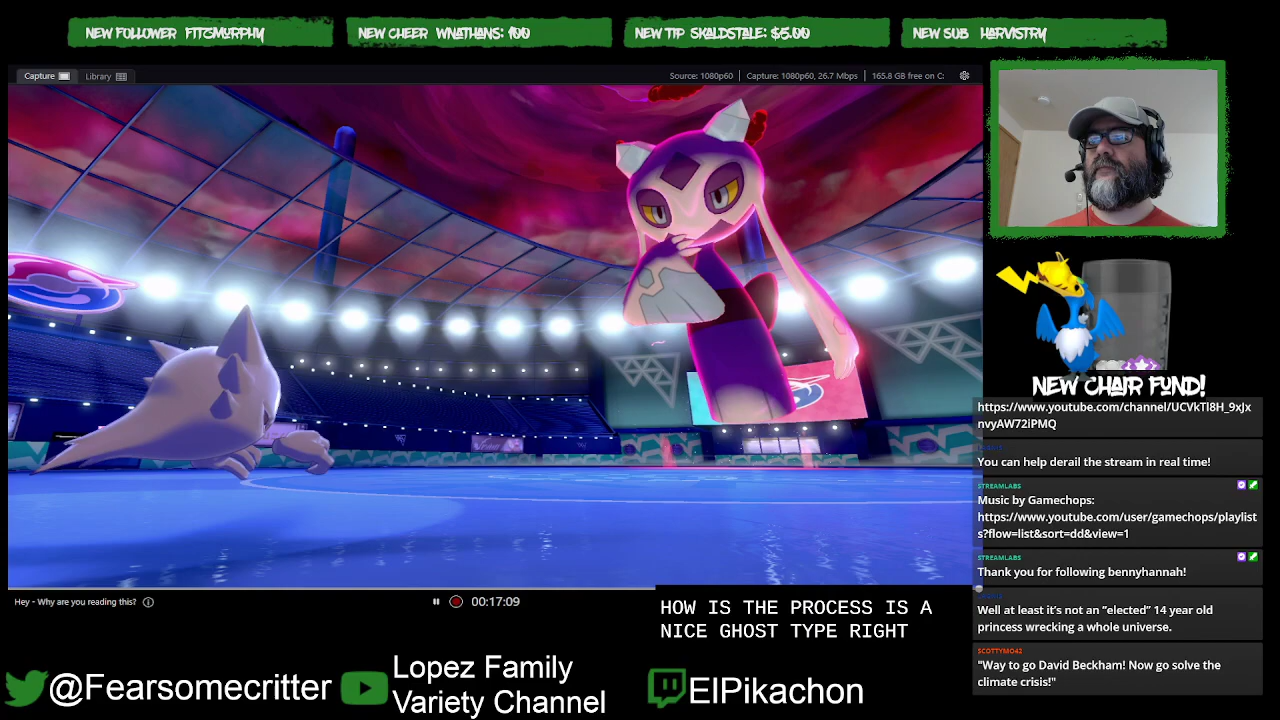 NEW FOLLOWER FITSMURPHY
NEW CHEER WNATHANS: 100
NEW TIP SKALDSTALE: $5.00
NEW SUB HARVISTRY
Capture
Library
Source: 1080p60
Capture: 1080p60, 26.7 Mbps
165.8 GB free on C:
NEW CHAIR FUND!
https://www.youtube.com/channel/UCVkTl8H_9xJx
nvyAW72iPMQ
You can help derail the stream in real time!
STREAMLABS
Music by Gamechops:
https://www.youtube.com/user/gamechops/playlist
s?flow=list&sort=dd&view=1
STREAMLABS
Thank you for following bennyhannah!
Well at least it's not an "elected" 14 year old
princess wrecking a whole universe.
SCOTTYMO42
"Way to go David Beckham! Now go solve the
climate crisis!"
Hey - Why are you reading this?
00:17:09
HOW IS THE PROCESS IS A
NICE GHOST TYPE RIGHT
@Fearsomecritter
Lopez Family
Variety Channel
ElPikachon